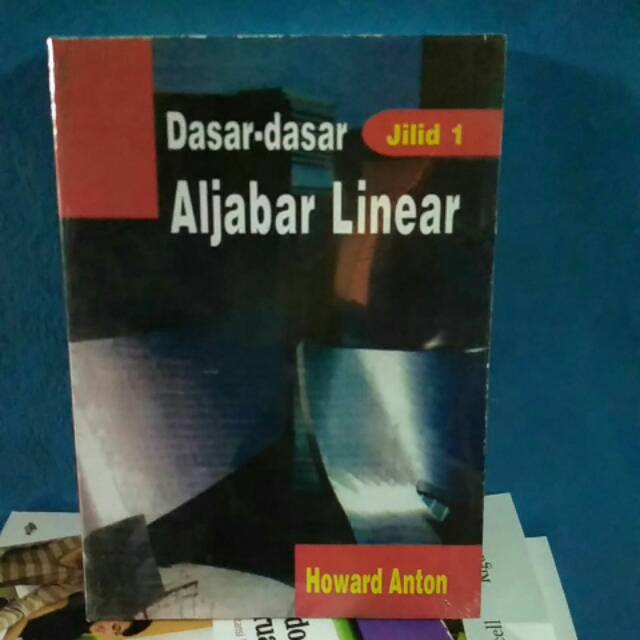 Dasar-dasar
Jilid 1
Aljabar Linear
Howard Anton